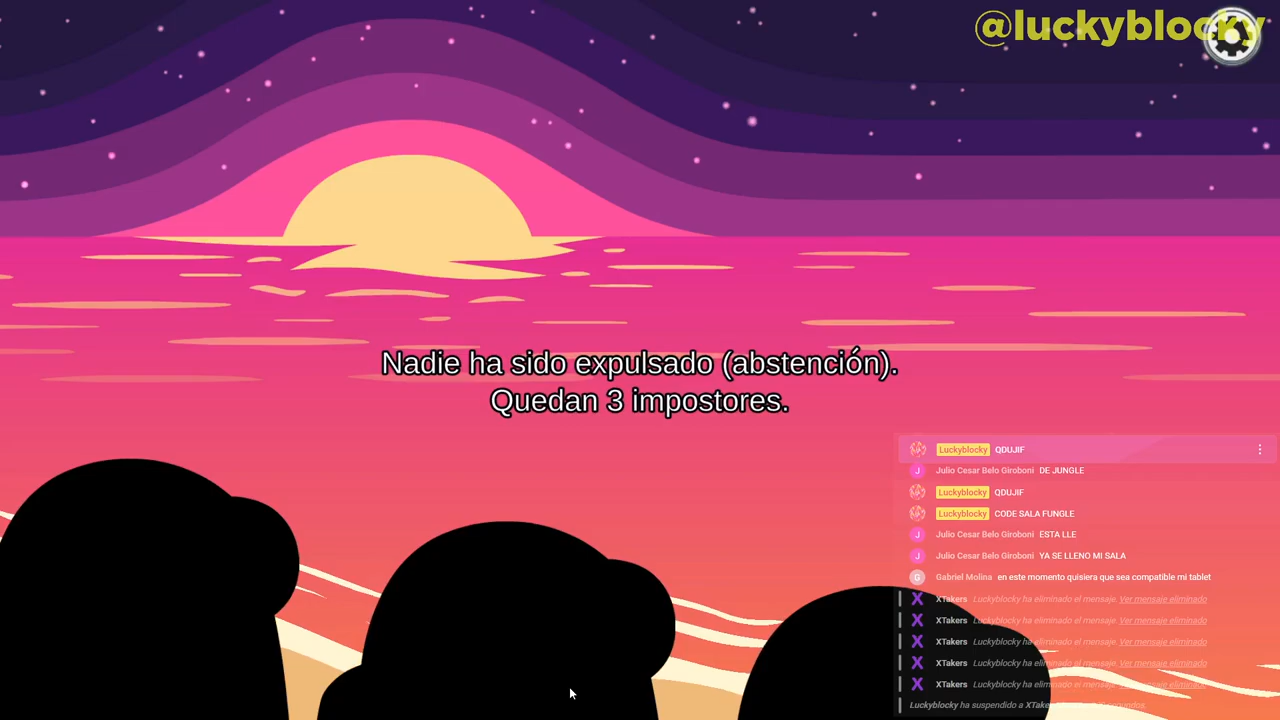 @luckyblocky
Nadie ha sido expulsado (abstención).
Quedan 3 impostores.
Luckyblocky QDUJIF
Julio Cesar Belo Giroboni DE JUNGLE
Luckyblocky QDUJIF
Luckyblocky CODE SALA FUNGLE
Julio Cesar Belo Giroboni ESTA LLE
Julio Cesar Belo Giroboni YA SE LLENO MI SALA
Gabriel Molina en este momento quisiera que sea compatible mi tablet
XTakers Luckyblocky ha eliminado el mensaje. Ver mensaje eliminado
XTakers Luckyblocky ha eliminado el mensaje. Ver mensaje eliminado
XTakers Luckyblocky ha eliminado el mensaje. Ver mensaje eliminado
XTakers Luckyblocky ha eliminado el mensaje. Ver mensaje eliminado
XTakers Luckyblocky ha eliminado el mensaje. Ver mensaje eliminado
Luckyblocky ha suspendido a segundos.